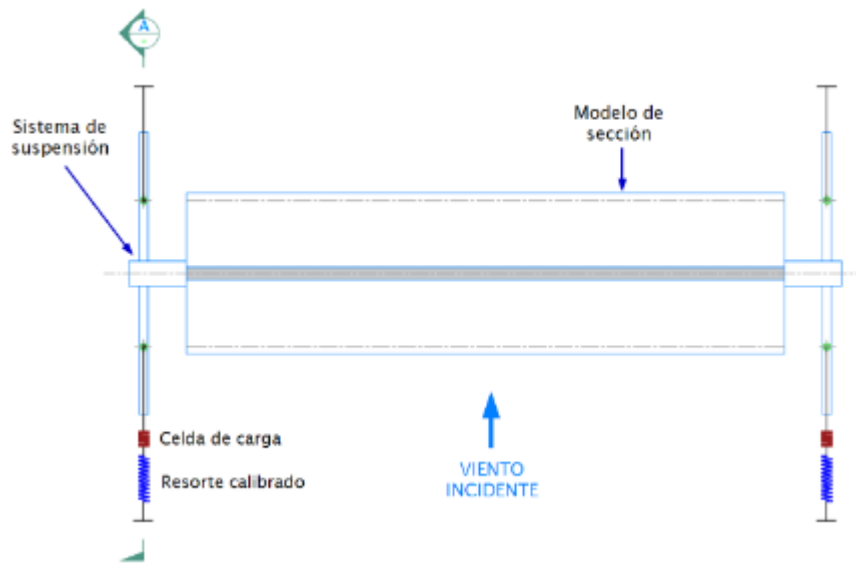 A
Sistema de
suspensión
Modelo de
sección
Celda de carga
Resorte calibrado
VIENTO
INCIDENTE